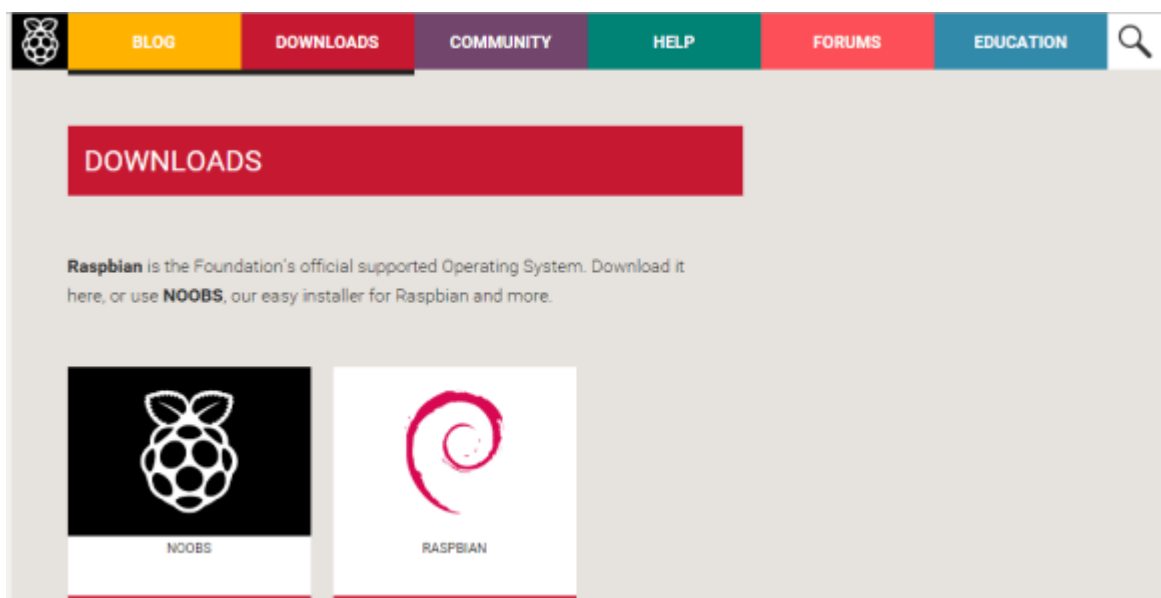 BLOG DOWNLOADS COMMUNITY HELP FORUMS EDUCATION
DOWNLOADS
Raspbian is the Foundation's official supported Operating System. Download it
here, or use NOOBS, our easy installer for Raspbian and more.
NOOBS RASPBIAN